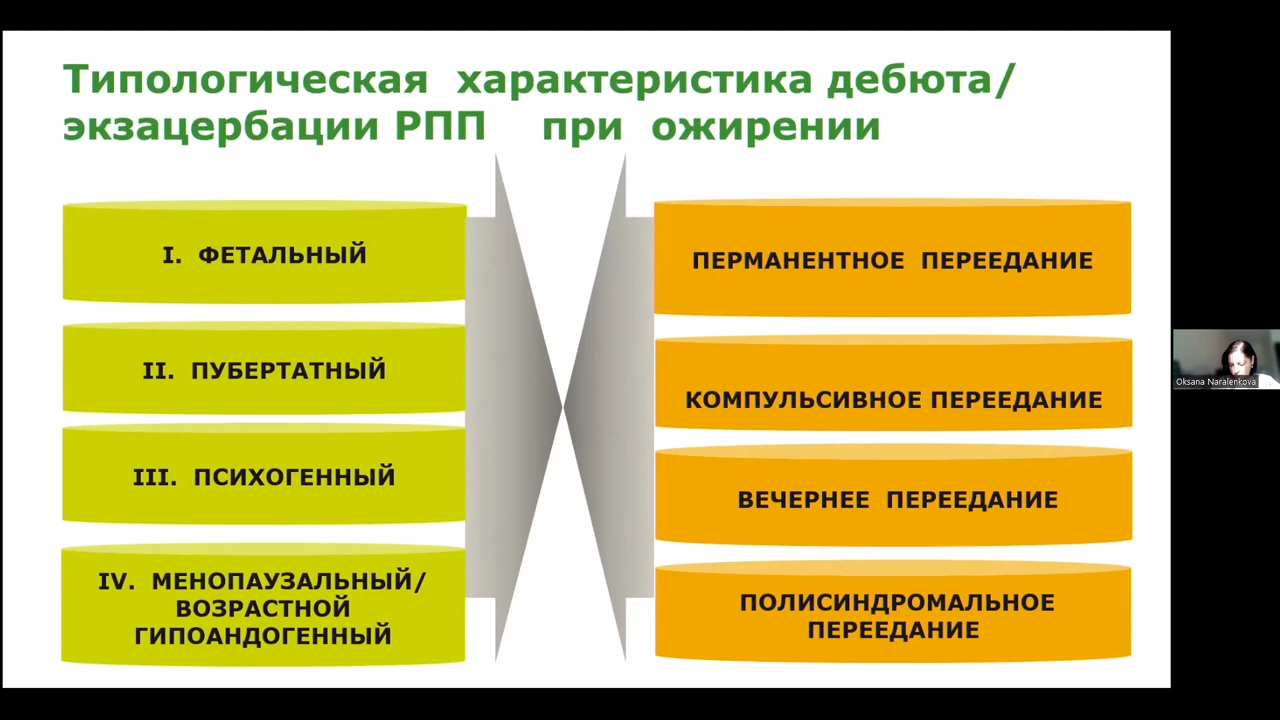 Типологическая характеристика дебюта/
экзацербации РПП при ожирении
I. ФЕТАЛЬНЫЙ
II. ПУБЕРТАТНЫЙ
III. ПСИХОГЕННЫЙ
IV. МЕНОПАУЗАЛЬНЫЙ/
ВОЗРАСТНОЙ
ГИПОАНДОГЕННЫЙ
ПЕРМАНЕНТНОЕ ПЕРЕЕДАНИЕ
КОМПУЛЬСИВНОЕ ПЕРЕЕДАНИЕ
ВЕЧЕРНЕЕ ПЕРЕЕДАНИЕ
ПОЛИСИНДРОМАЛЬНОЕ
ПЕРЕЕДАНИЕ
Oksana Naralenkova